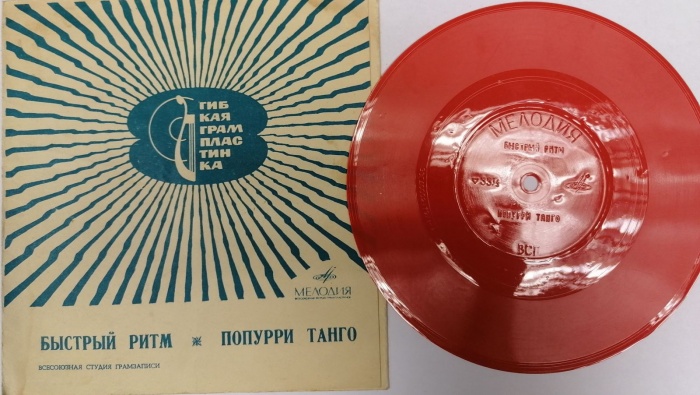 ГИБ
КАЯ
ГРАМ
ПЛАС
ТИН
КА
МЕЛОДИЯ
БЫСТРЫЙ РИТМ ПОПУРРИ ТАНГО
ВСЕСОЮЗНАЯ СТУДИЯ ГРАМЗАПИСИ
МЕЛОДИЯ
БЫСТРЫЙ РИТМ
ПОПУРРИ ТАНГО
ВСГ